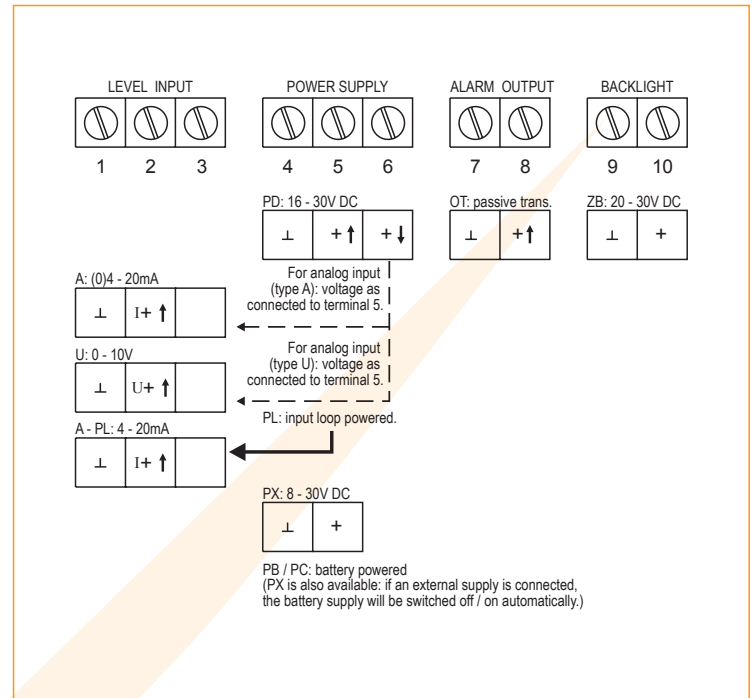 LEVEL INPUT
POWER SUPPLY
ALARM OUTPUT
BACKLIGHT
1 2 3
4 5 6
7 8
9 10
PD: 16 - 30V DC
⊥ +↑ +↓
OT: passive trans.
⊥ +↑
ZB: 20 - 30V DC
⊥ +
For analog input
(type A): voltage as
connected to terminal 5.
A: (0)4 - 20mA
⊥ I+ ↑
For analog input
(type U): voltage as
connected to terminal 5.
U: 0 - 10V
⊥ U+ ↑
PL: input loop powered.
A - PL: 4 - 20mA
⊥ I+ ↑
PX: 8 - 30V DC
⊥ +
PB / PC: battery powered
(PX is also available: if an external supply is connected,
the battery supply will be switched off / on automatically.)